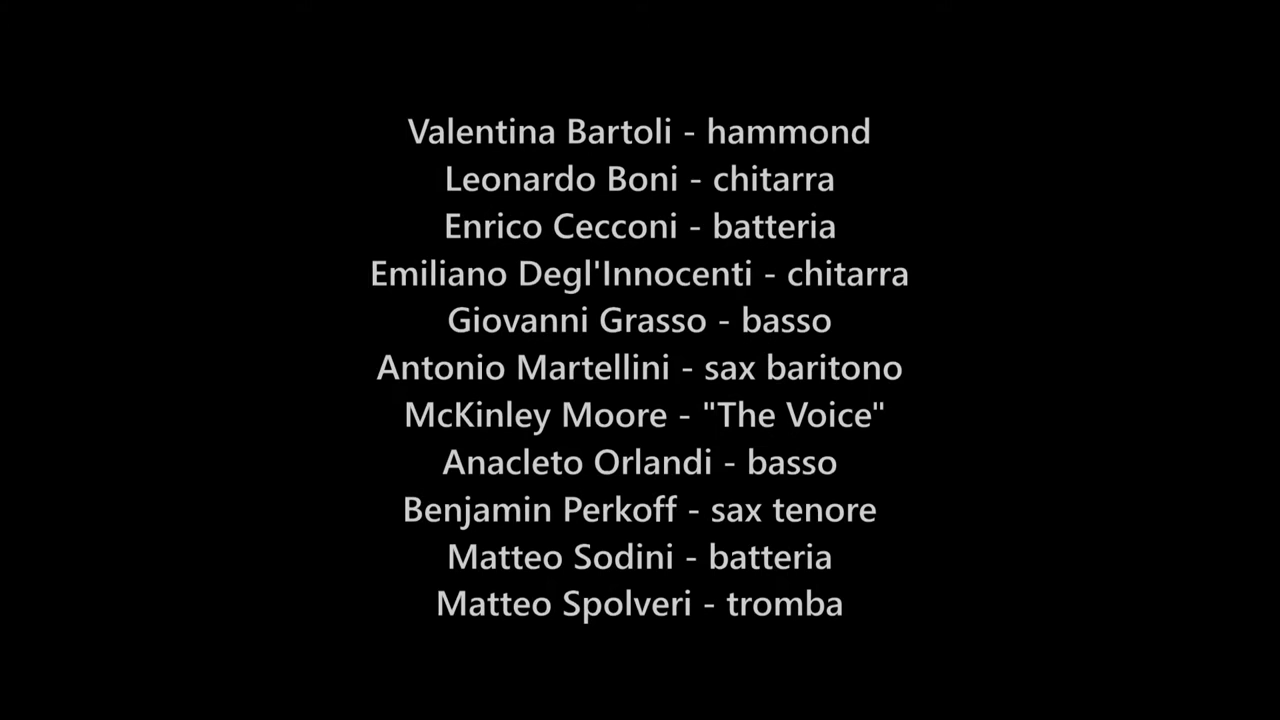 Valentina Bartoli - hammond
Leonardo Boni - chitarra
Enrico Cecconi - batteria
Emiliano Degl'Innocenti - chitarra
Giovanni Grasso - basso
Antonio Martellini - sax baritono
McKinley Moore - "The Voice"
Anacleto Orlandi - basso
Benjamin Perkoff - sax tenore
Matteo Sodini - batteria
Matteo Spolveri - tromba